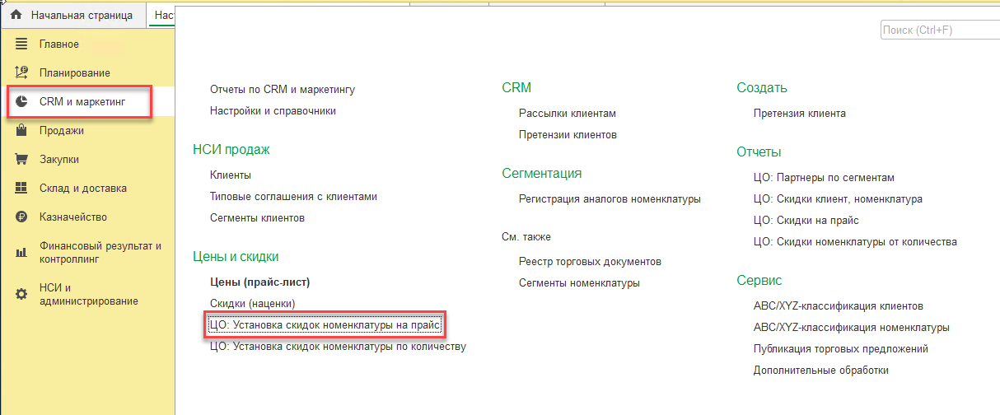 Начальная страница
Нас
Поиск (Ctrl+F)
Главное
Планирование
CRM и маркетинг
Продажи
Закупки
Склад и доставка
Казначейство
Финансовый результат и
контроллинг
НСИ и
администрирование
Отчеты по CRM и маркетингу
Настройки и справочники
НСИ продаж
Клиенты
Типовые соглашения с клиентами
Сегменты клиентов
Цены и скидки
Цены (прайс-лист)
Скидки (наценки)
ЦО: Установка скидок номенклатуры на прайс
ЦО: Установка скидок номенклатуры по количеству
CRM
Рассылки клиентам
Претензии клиентов
Сегментация
Регистрация аналогов номенклатуры
См. также
Реестр торговых документов
Сегменты номенклатуры
Создать
Претензия клиента
Отчеты
ЦО: Партнеры по сегментам
ЦО: Скидки клиент, номенклатура
ЦО: Скидки на прайс
ЦО: Скидки номенклатуры от количества
Сервис
ABC/XYZ-классификация клиентов
ABC/XYZ-классификация номенклатуры
Публикация торговых предложений
Дополнительные обработки